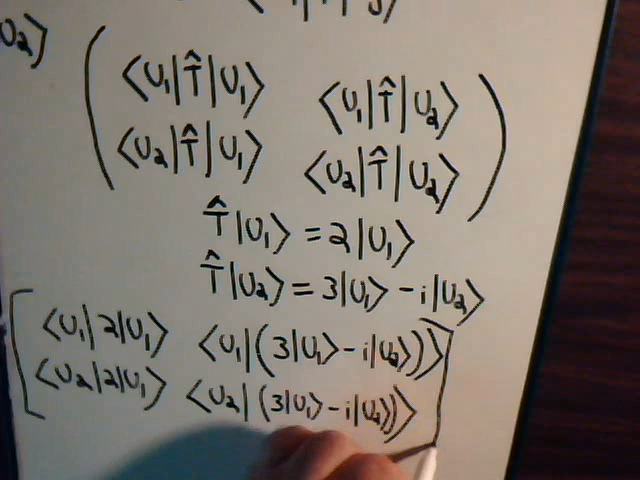 U₂⟩
⟨U₁|T̂|U₁⟩ ⟨U₁|T̂|U₂⟩
⟨U₂|T̂|U₁⟩ ⟨U₂|T̂|U₂⟩
T̂|U₁⟩ = 2|U₁⟩
T̂|U₂⟩ = 3|U₁⟩ - i|U₂⟩
⟨U₁|2|U₁⟩ ⟨U₁|(3|U₁⟩ - i|U₂⟩)⟩
⟨U₂|2|U₁⟩ ⟨U₂|(3|U₁⟩ - i|U₂⟩)⟩